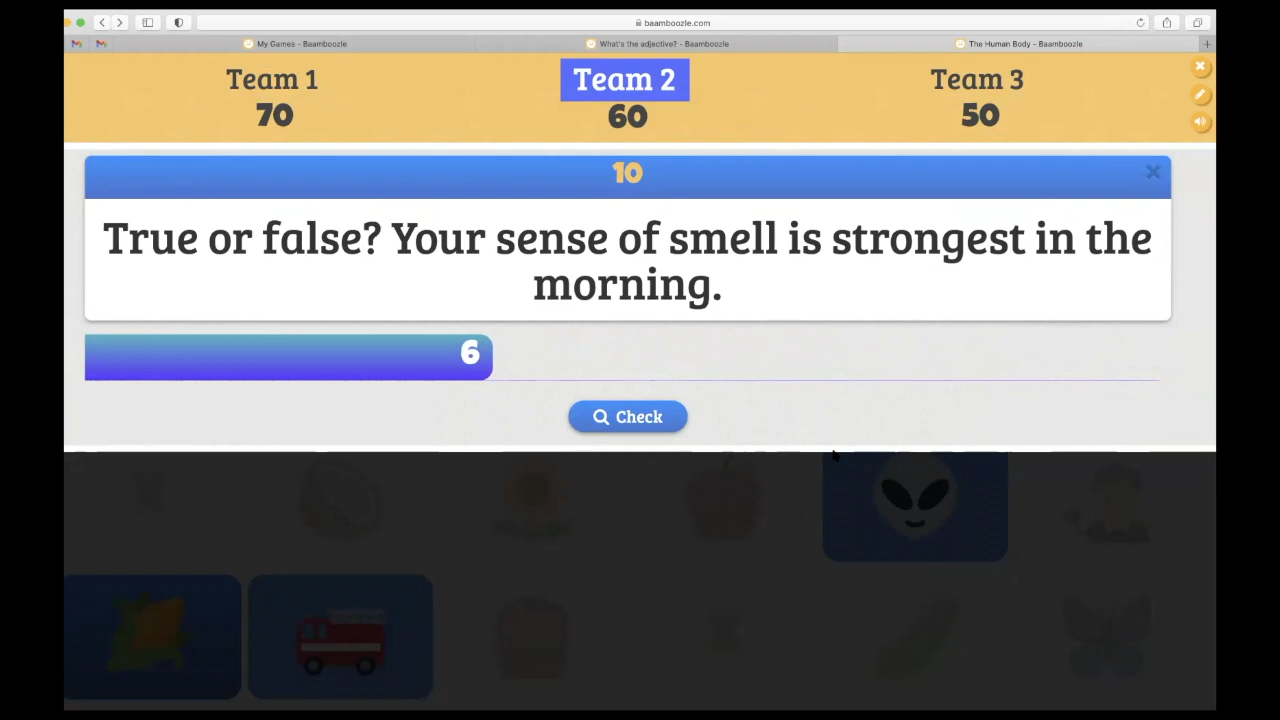 baamboozle.com
My Games - Baamboozle
What's the adjective? - Baamboozle
The Human Body - Baamboozle
Team 1
Team 2
Team 3
70
60
50
10
True or false? Your sense of smell is strongest in the
morning.
6
Check